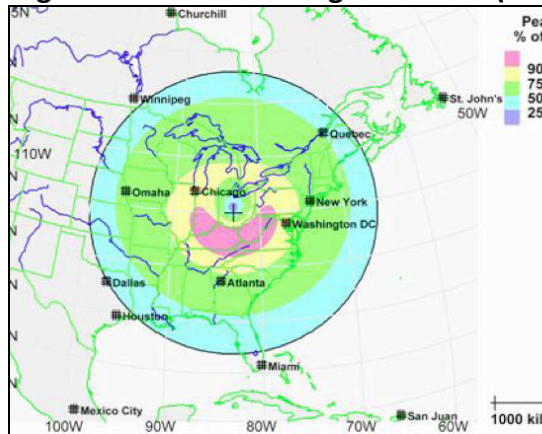 Churchill
Pea
% of
5N
90
75
50
25
Winnipeg
St. John's
50W
Quebec
N
110W
Omaha
Chicago
New York
N
Washington DC
N
Dallas
Atlanta
Houston
N
Miami
N
Mexico City
San Juan
100W
90W
80W
70W
60W
1000 kil